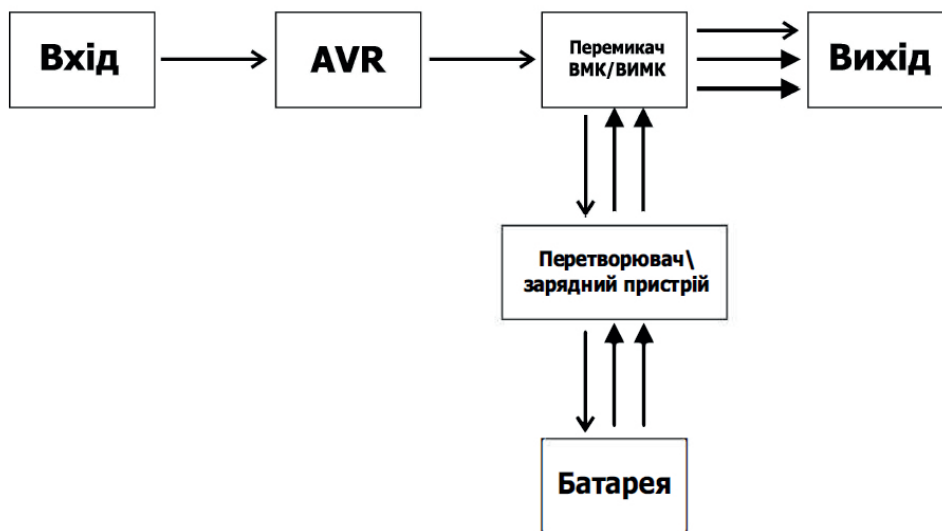 Вхід
AVR
Перемикач
ВМК/ВИМК
Вихід
Перетворювач\
зарядний пристрій
Батарея